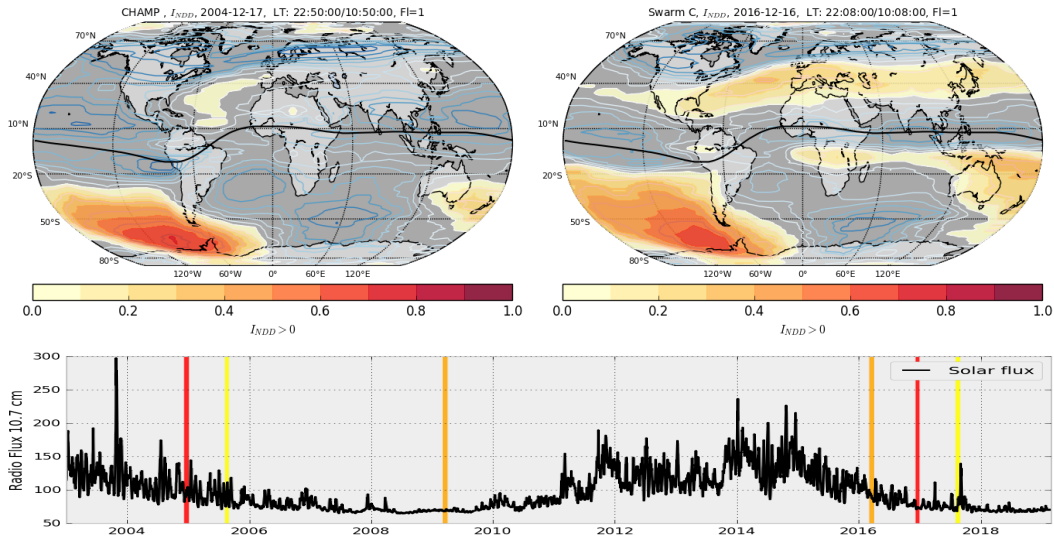 CHAMP , I_NDD, 2004-12-17, LT: 22:50:00/10:50:00, Fl=1
70°N
40°N
10°N
20°S
50°S
80°S
120°W 60°W 0° 60°E 120°E
0.0 0.2 0.4 0.6 0.8 1.0
I_NDD > 0
Swarm C, I_NDD, 2016-12-16, LT: 22:08:00/10:08:00, Fl=1
70°N
40°N
10°N
20°S
50°S
80°S
120°W 60°W 0° 60°E 120°E
0.0 0.2 0.4 0.6 0.8 1.0
I_NDD > 0
Radio Flux 10.7 cm
300
250
200
150
100
50
Solar flux
2004 2006 2008 2010 2012 2014 2016 2018